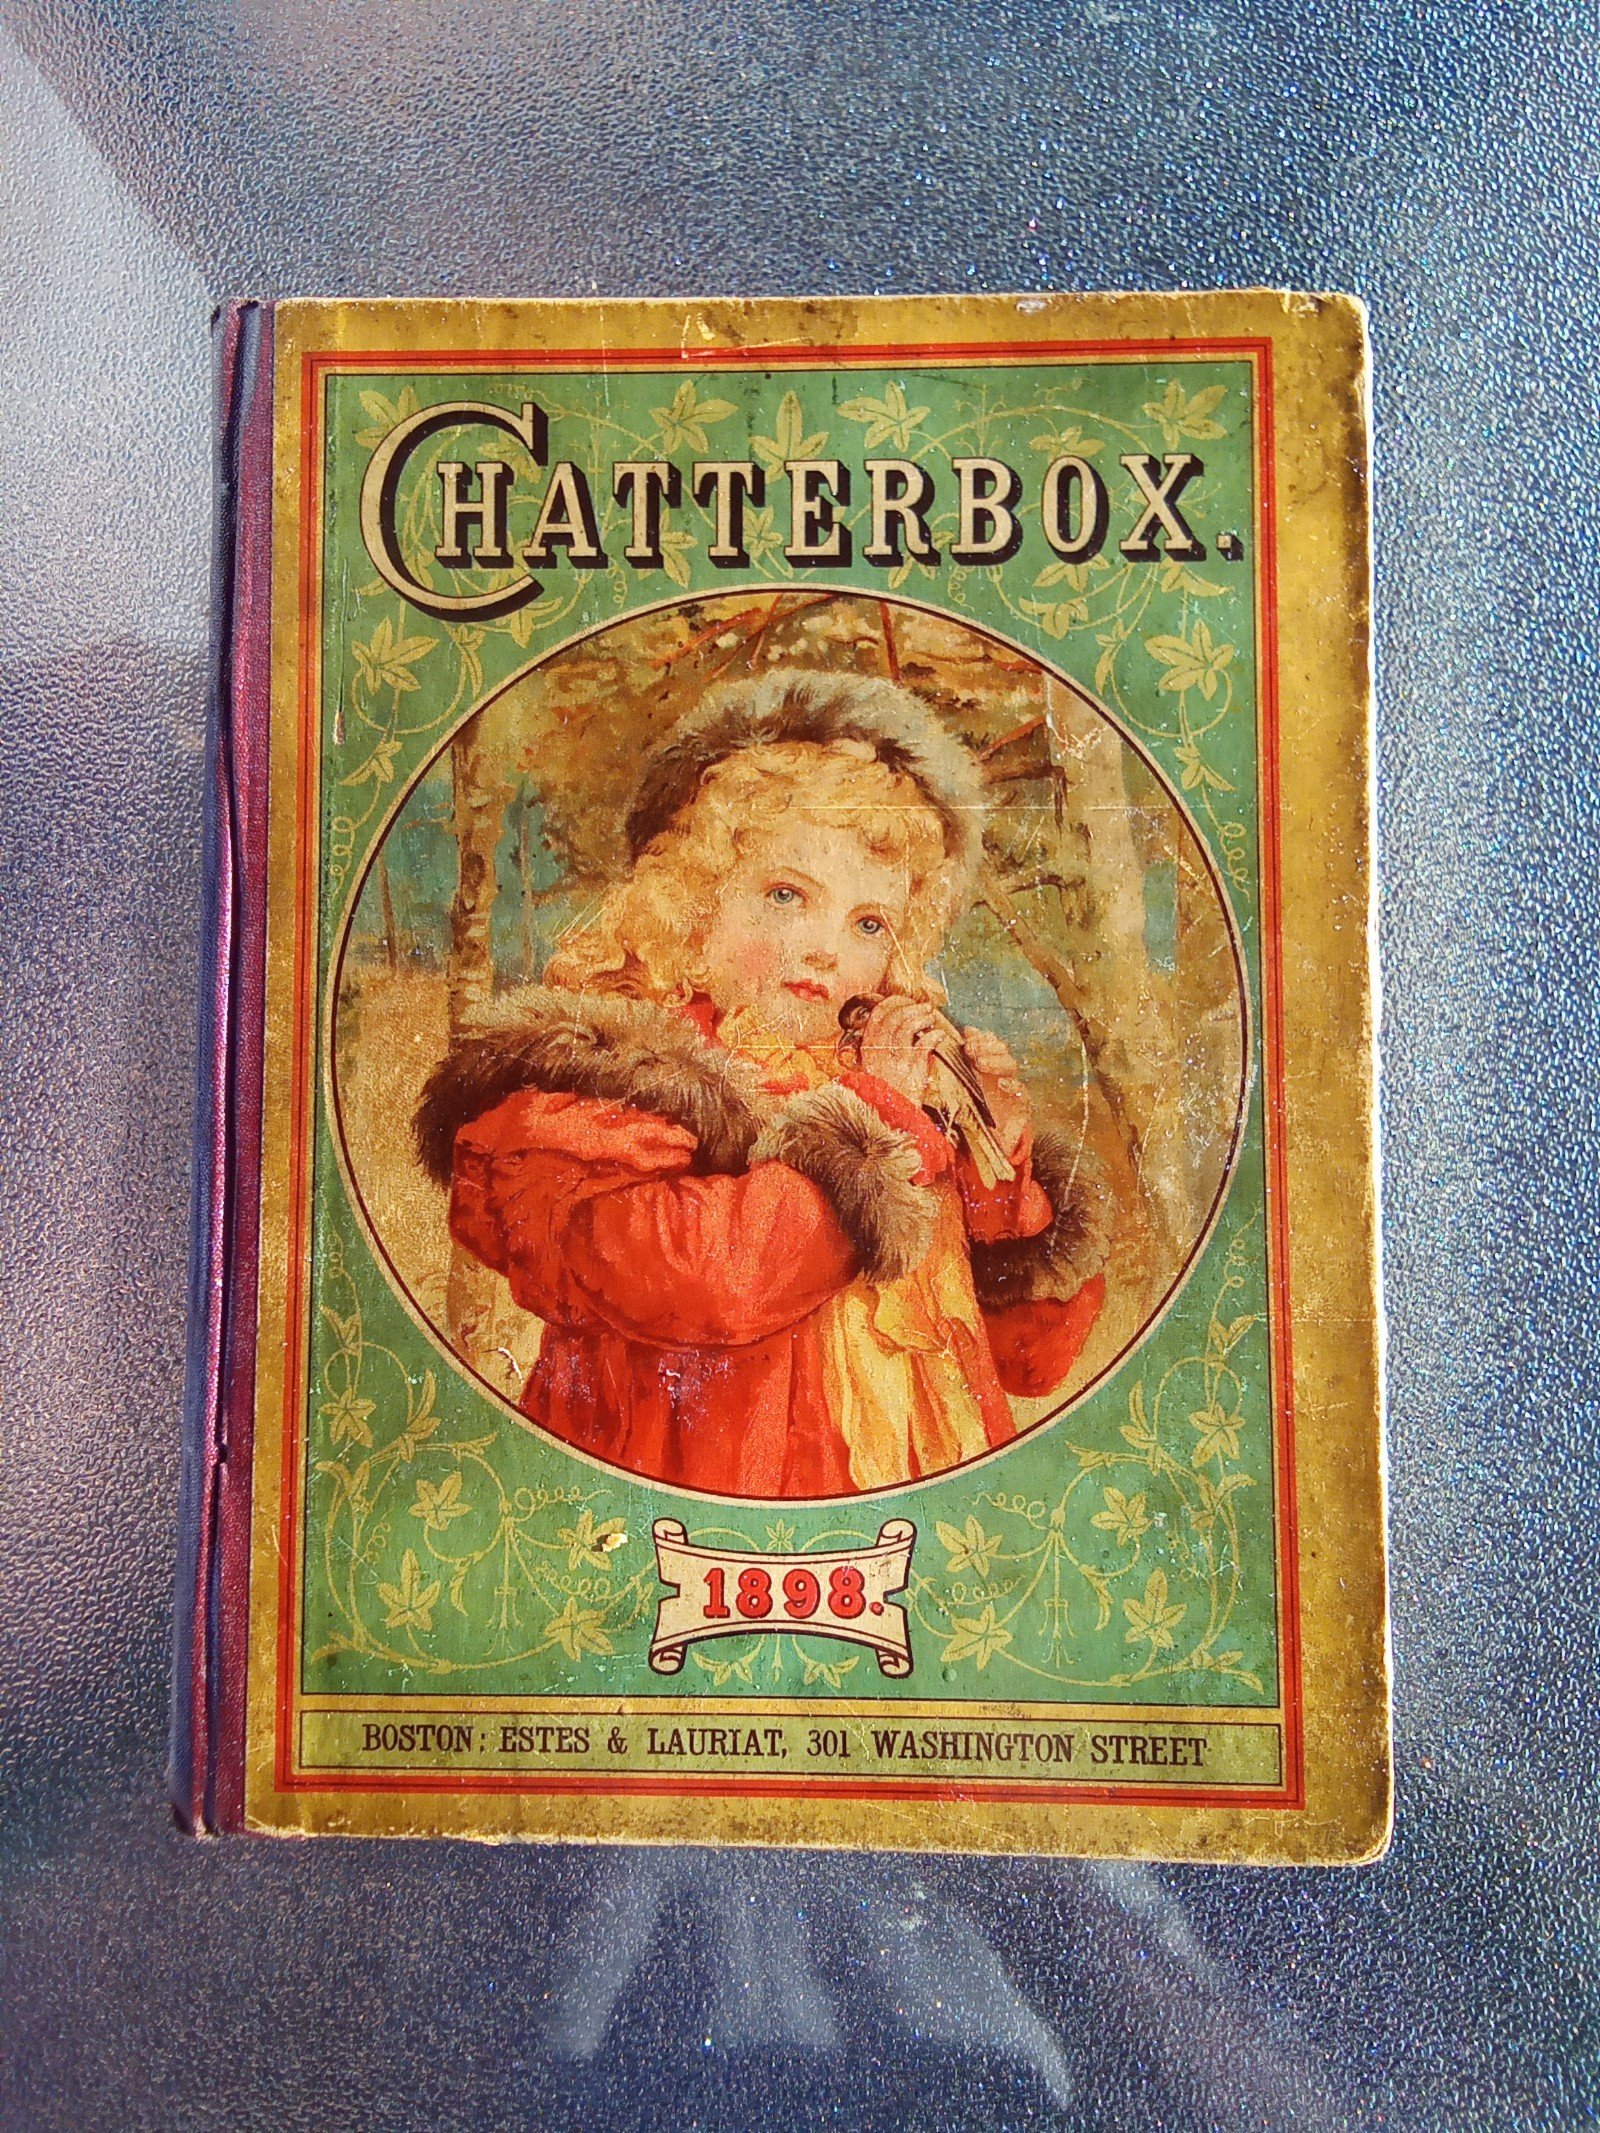 CHATTERBOX.
1898.
BOSTON: ESTES & LAURIAT, 301 WASHINGTON STREET